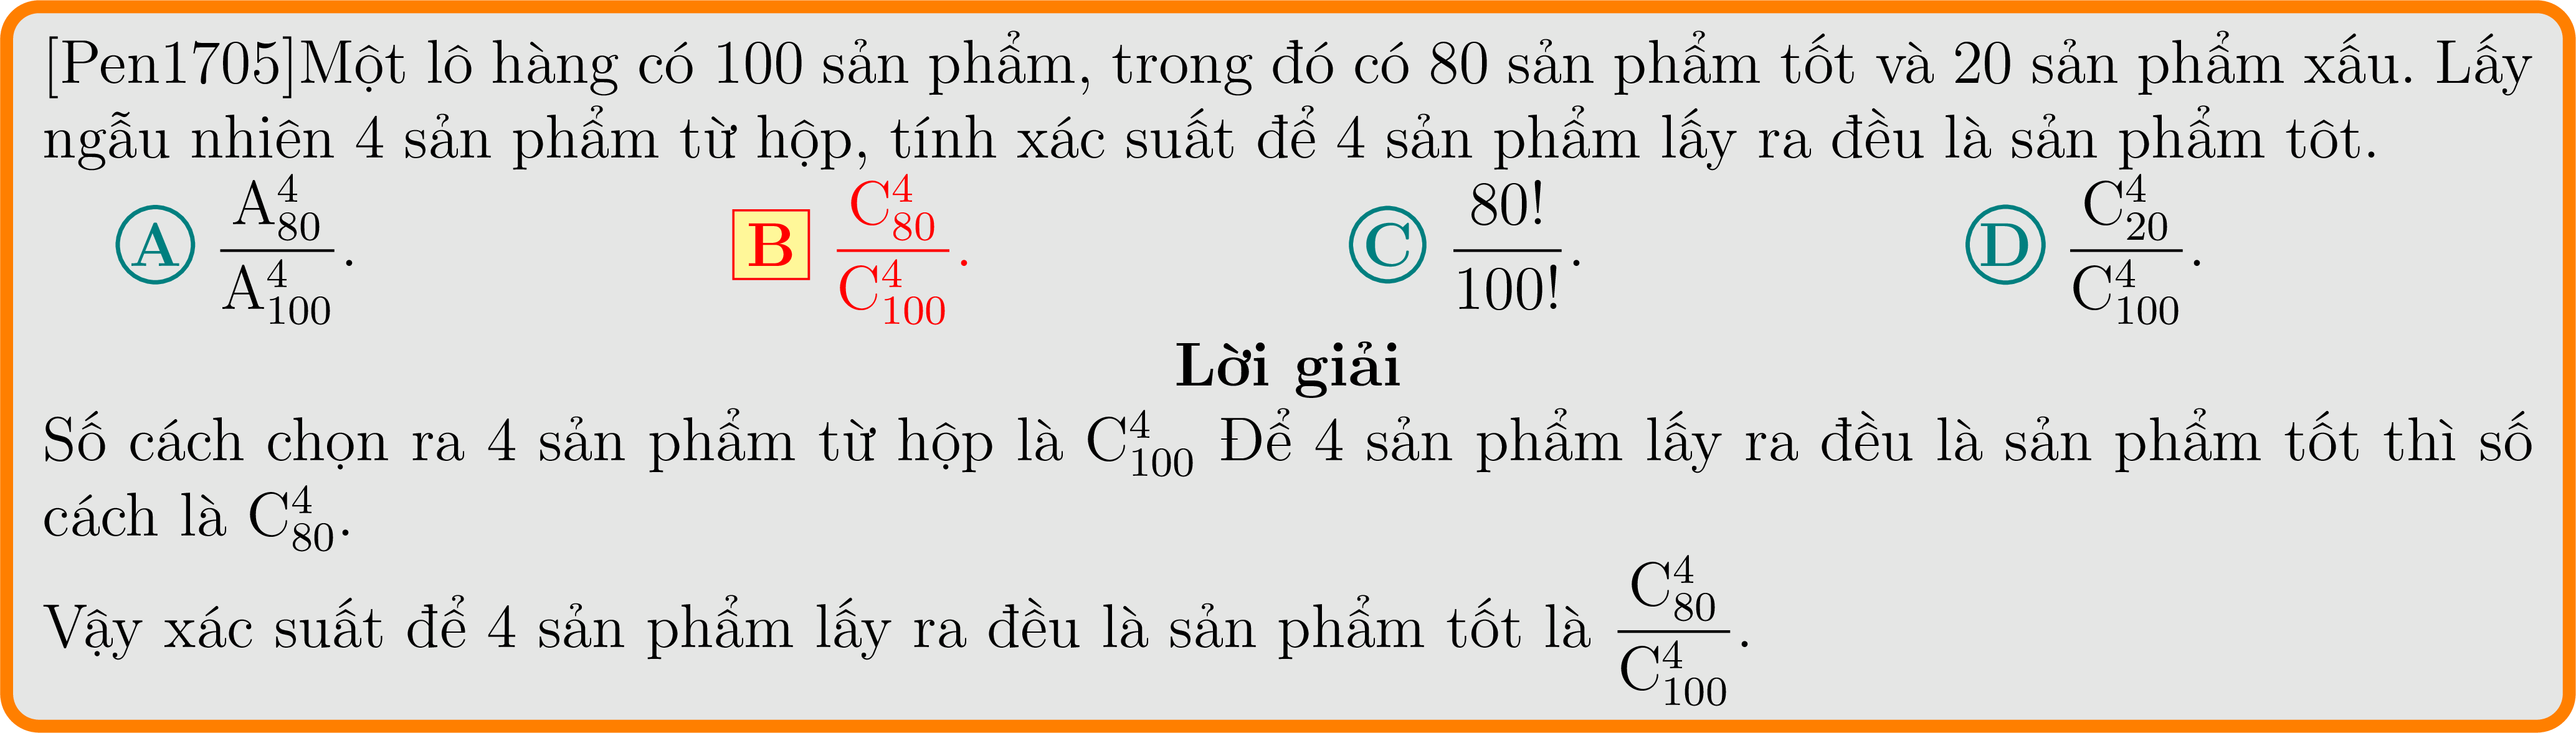 [Pen1705]Một lô hàng có 100 sản phẩm, trong đó có 80 sản phẩm tốt và 20 sản phẩm xấu. Lấy
ngẫu nhiên 4 sản phẩm từ hộp, tính xác suất để 4 sản phẩm lấy ra đều là sản phẩm tôt.
A $\frac{A_{80}^{4}}{A_{100}^{4}}$. B $\frac{C_{80}^{4}}{C_{100}^{4}}$. C $\frac{80!}{100!}$. D $\frac{C_{20}^{4}}{C_{100}^{4}}$.
Lời giải
Số cách chọn ra 4 sản phẩm từ hộp là $C_{100}^{4}$ Để 4 sản phẩm lấy ra đều là sản phẩm tốt thì số
cách là $C_{80}^{4}$.
Vậy xác suất để 4 sản phẩm lấy ra đều là sản phẩm tốt là $\frac{C_{80}^{4}}{C_{100}^{4}}$.